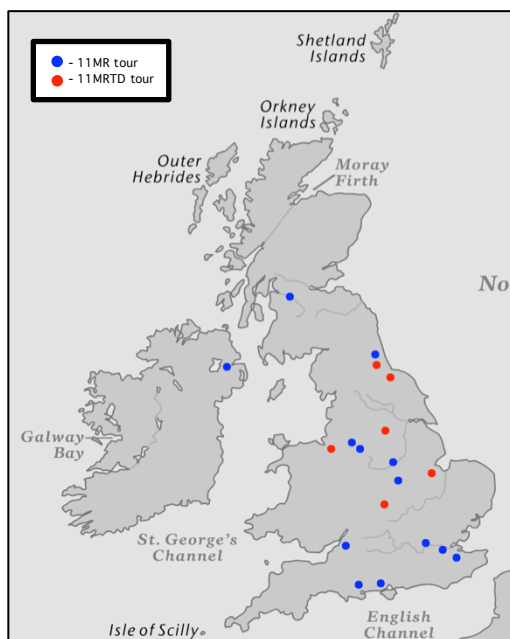 Shetland
Islands
- 11MR tour
- 11MRTD tour
Orkney
Islands
Outer
Hebrides
Moray
Firth
No
Galway
Bay
St. George's
Channel
Isle of Scilly
English
Channel